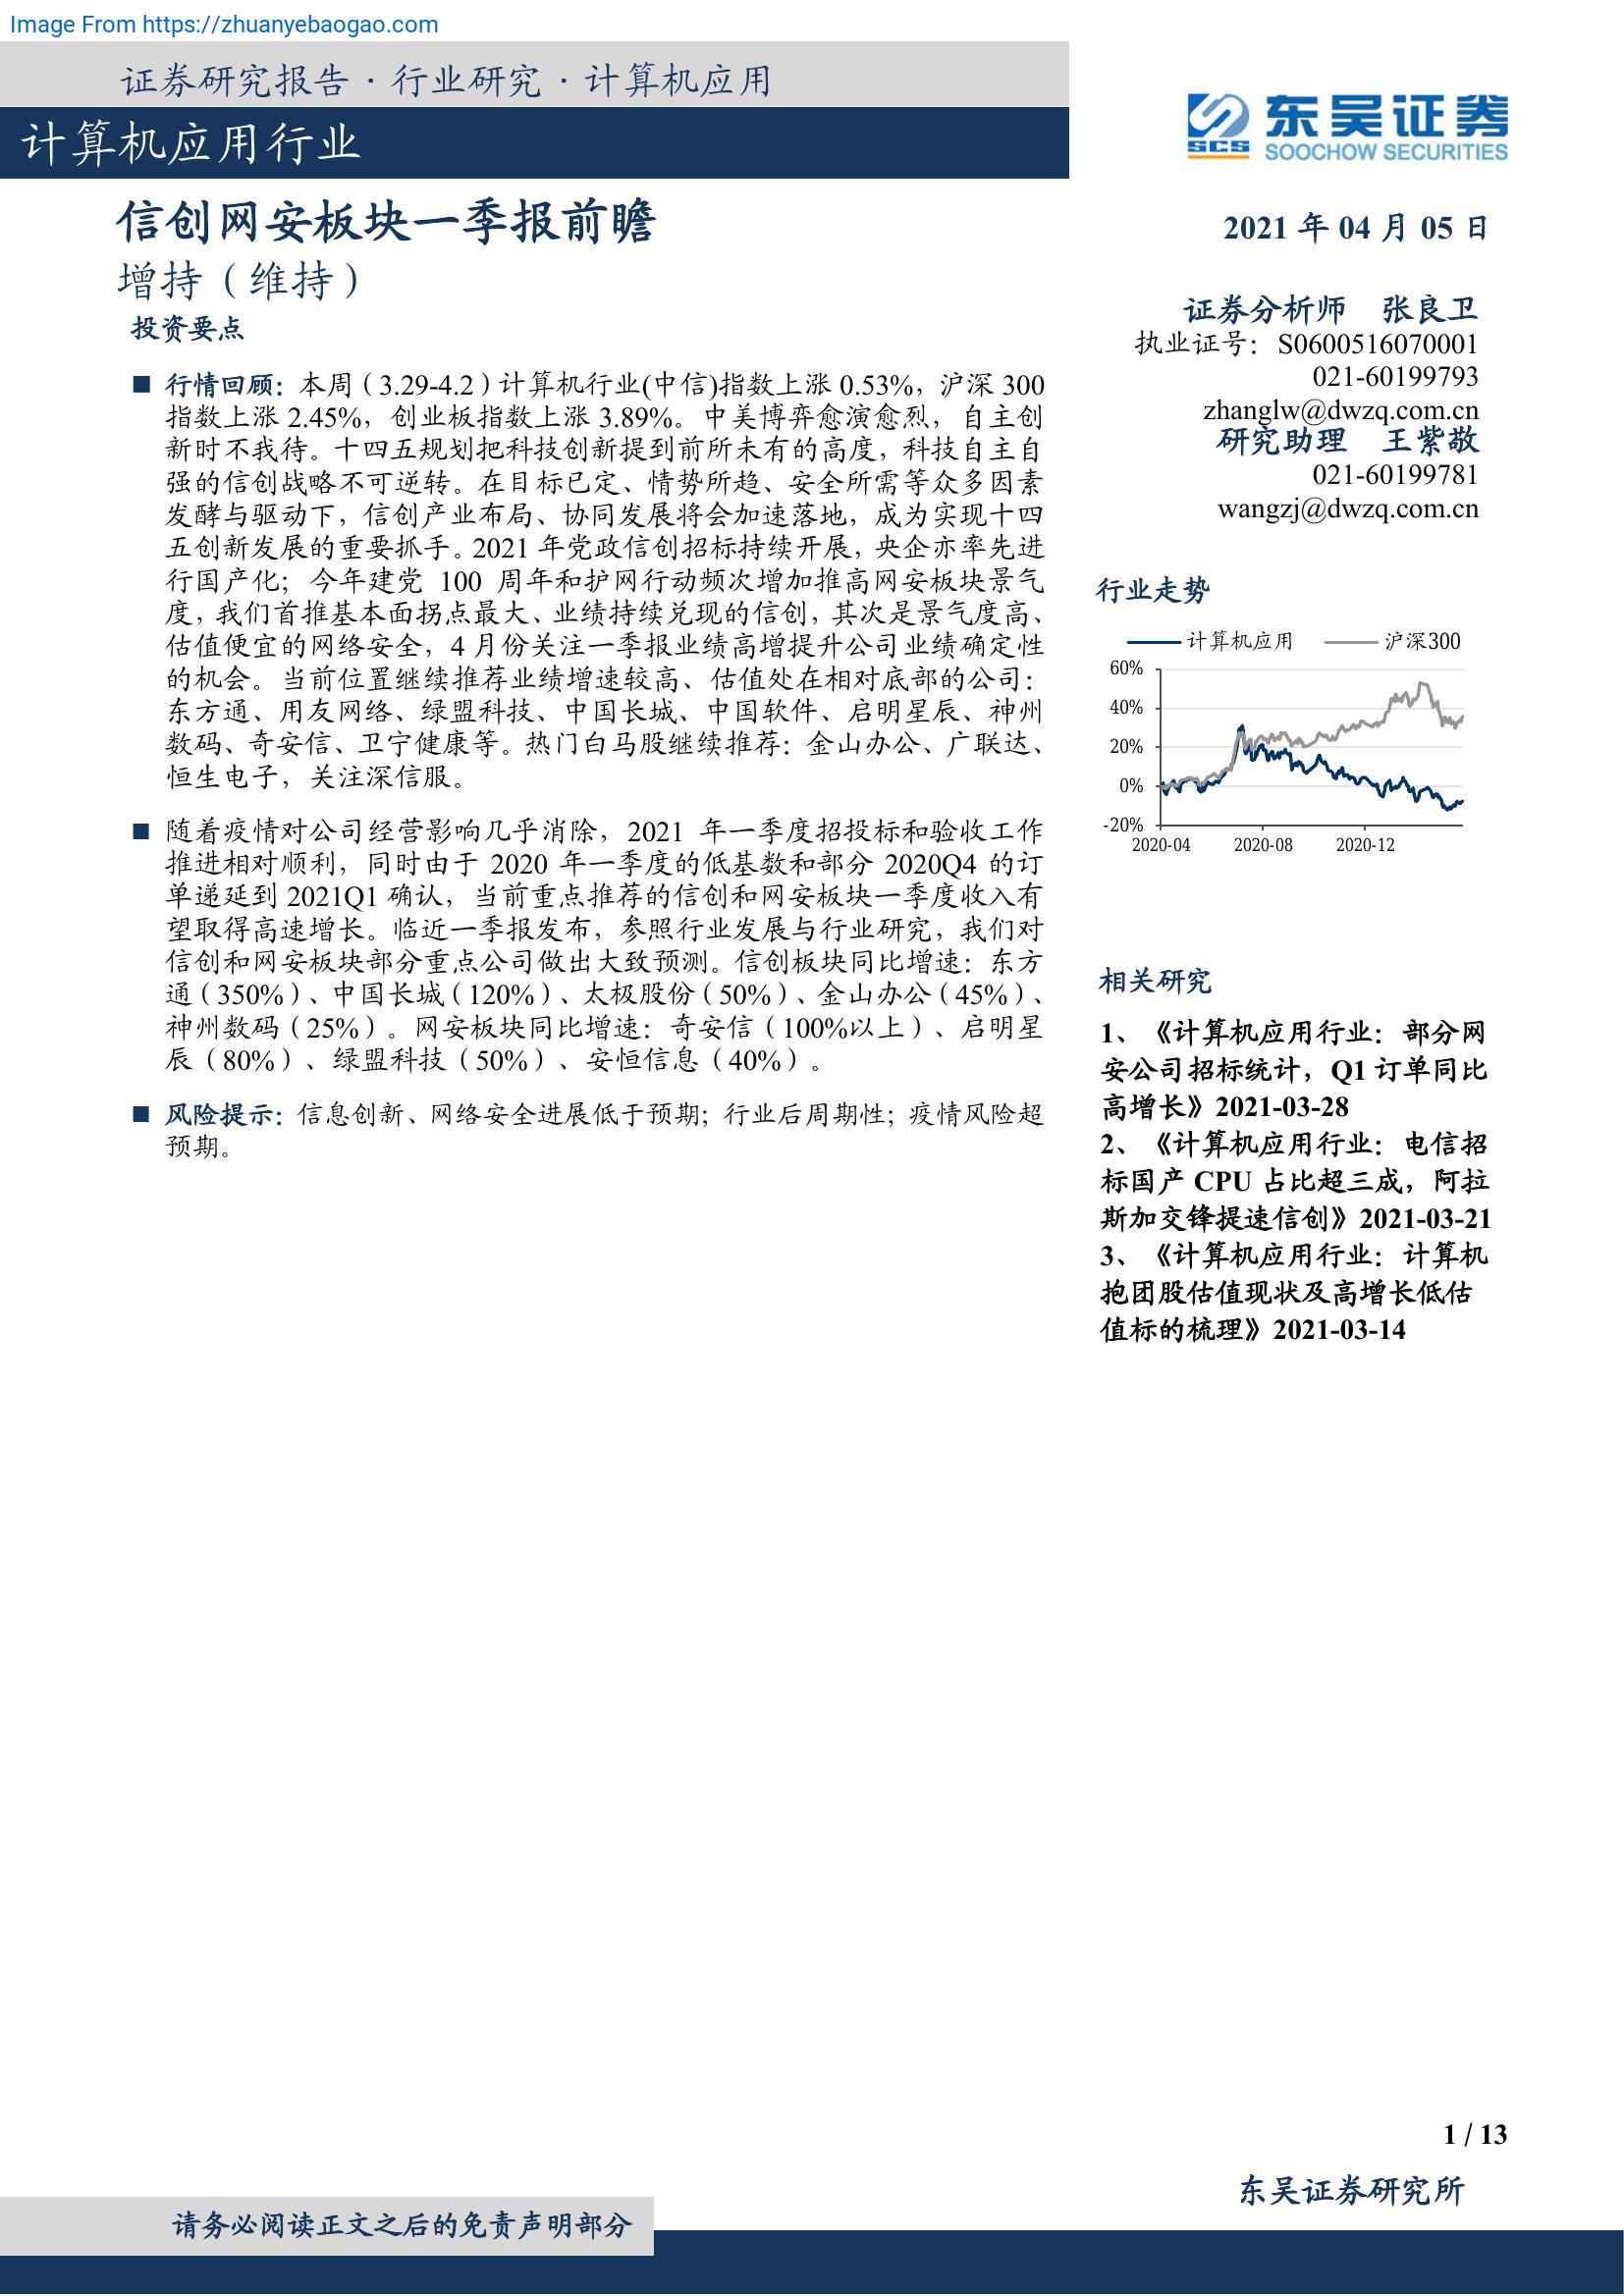 Image From https://zhuanyebaogao.com
证券研究报告·行业研究·计算机应用
计算机应用行业
东吴证券
SCS
SOOCHOW SECURITIES
信创网安板块一季报前瞻
增持（维持）
投资要点
■ 行情回顾：本周（3.29-4.2）计算机行业(中信)指数上涨 0.53%，沪深 300
指数上涨 2.45%，创业板指数上涨 3.89%。中美博弈愈演愈烈，自主创
新时不我待。十四五规划把科技创新提到前所未有的高度，科技自主自
强的信创战略不可逆转。在目标已定、情势所趋、安全所需等众多因素
发酵与驱动下，信创产业布局、协同发展将会加速落地，成为实现十四
五创新发展的重要抓手。2021 年党政信创招标持续开展，央企亦率先进
行国产化；今年建党 100 周年和护网行动频次增加推高网安板块景气
度，我们首推基本面拐点最大、业绩持续兑现的信创，其次是景气度高、
估值便宜的网络安全，4 月份关注一季报业绩高增提升公司业绩确定性
的机会。当前位置继续推荐业绩增速较高、估值处在相对底部的公司：
东方通、用友网络、绿盟科技、中国长城、中国软件、启明星辰、神州
数码、奇安信、卫宁健康等。热门白马股继续推荐：金山办公、广联达、
恒生电子，关注深信服。
■ 随着疫情对公司经营影响几乎消除，2021 年一季度招投标和验收工作
推进相对顺利，同时由于 2020 年一季度的低基数和部分 2020Q4 的订
单递延到 2021Q1 确认，当前重点推荐的信创和网安板块一季度收入有
望取得高速增长。临近一季报发布，参照行业发展与行业研究，我们对
信创和网安板块部分重点公司做出大致预测。信创板块同比增速：东方
通（350%）、中国长城（120%）、太极股份（50%）、金山办公（45%）、
神州数码（25%）。网安板块同比增速：奇安信（100%以上）、启明星
辰（80%）、绿盟科技（50%）、安恒信息（40%）。
■ 风险提示：信息创新、网络安全进展低于预期；行业后周期性；疫情风险超
预期。
2021 年 04 月 05 日
证券分析师 张良卫
执业证号：S0600516070001
021-60199793
zhanglw@dwzq.com.cn
研究助理 王紫敬
021-60199781
wangzj@dwzq.com.cn
行业走势
计算机应用 沪深300
60%
40%
20%
0%
-20%
2020-04 2020-08 2020-12
相关研究
1、《计算机应用行业：部分网
安公司招标统计，Q1 订单同比
高增长》2021-03-28
2、《计算机应用行业：电信招
标国产 CPU 占比超三成，阿拉
斯加交锋提速信创》2021-03-21
3、《计算机应用行业：计算机
抱团股估值现状及高增长低估
值标的梳理》2021-03-14
1 / 13
东吴证券研究所
请务必阅读正文之后的免责声明部分